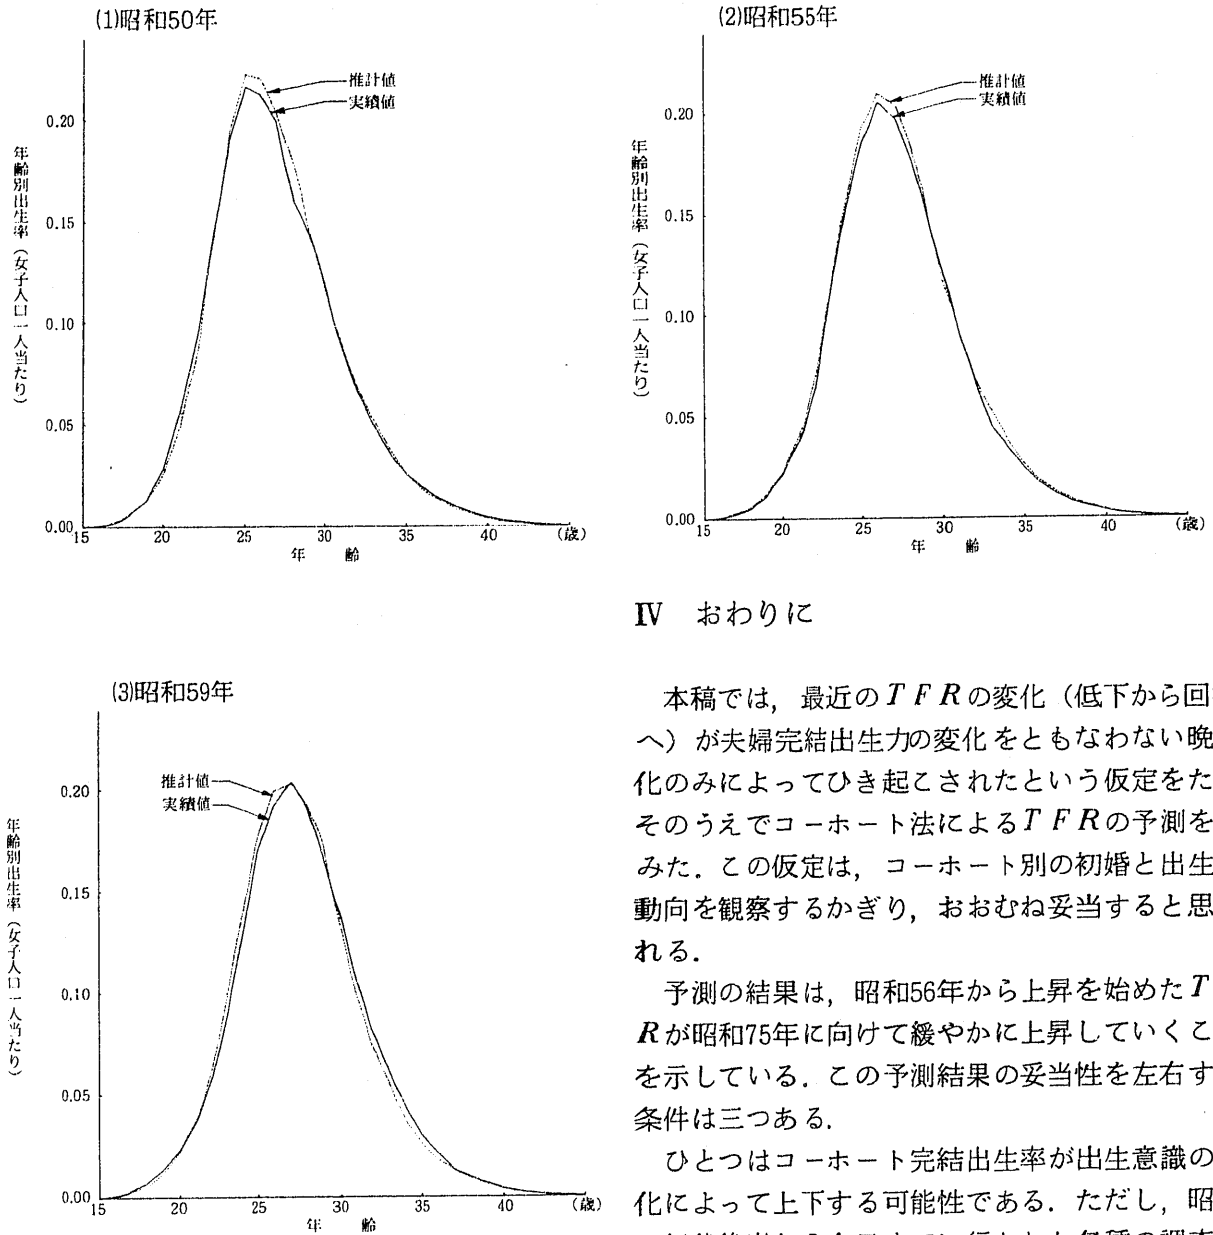 (1)昭和50年
推計値
実績値
年齢別出生率（女子人口一人当たり）
0.20
0.15
0.10
0.05
0.00
15 20 25 30 35 40 (歳)
年 齢
(2)昭和55年
推計値
実績値
年齢別出生率（女子人口一人当たり）
0.20
0.15
0.10
0.05
0.00
15 20 25 30 35 40 (歳)
年 齢
(3)昭和59年
推計値
実績値
年齢別出生率（女子人口一人当たり）
0.20
0.15
0.10
0.05
0.00
15 20 25 30 35 40 (歳)
年 齢
Ⅳ おわりに
本稿では，最近のTFRの変化（低下から回
へ）が夫婦完結出生力の変化をともなわない晩
化のみによってひき起こされたという仮定をた
そのうえでコーホート法によるTFRの予測を
みた．この仮定は，コーホート別の初婚と出生
動向を観察するかぎり，おおむね妥当すると思
れる．
予測の結果は，昭和56年から上昇を始めたT
Rが昭和75年に向けて緩やかに上昇していくこ
を示している．この予測結果の妥当性を左右す
条件は三つある．
ひとつはコーホート完結出生率が出生意識の
化によって上下する可能性である．ただし，昭